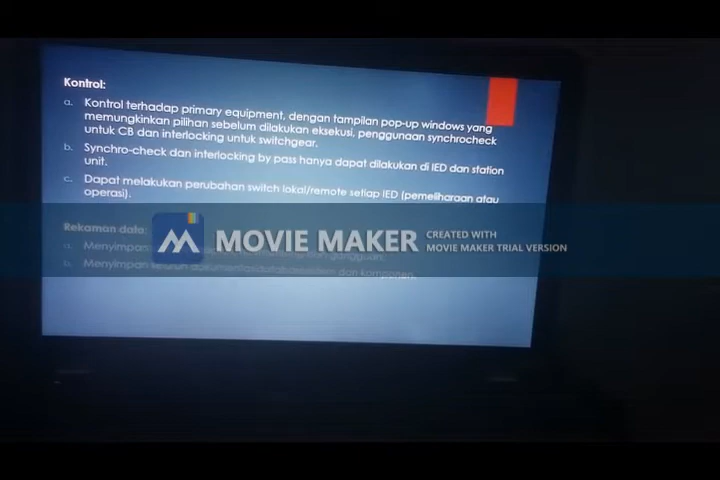 Kontrol:
a. Kontrol terhadap primary equipment, dengan tampilan pop-up windows yang
memungkinkan pilihan sebelum dilakukan eksekusi, penggunaan synchrocheck
untuk CB dan interlocking untuk switchgear.
b. Synchro-check dan interlocking by pass hanya dapat dilakukan di IED dan station
unit.
c. Dapat melakukan perubahan switch lokal/remote setiap IED (pemeliharaan atau
operasi).
Rekaman data:
a. Menyimpan
b. Menyimpan seluruh dan komponen.
MOVIE MAKER
CREATED WITH
MOVIE MAKER TRIAL VERSION